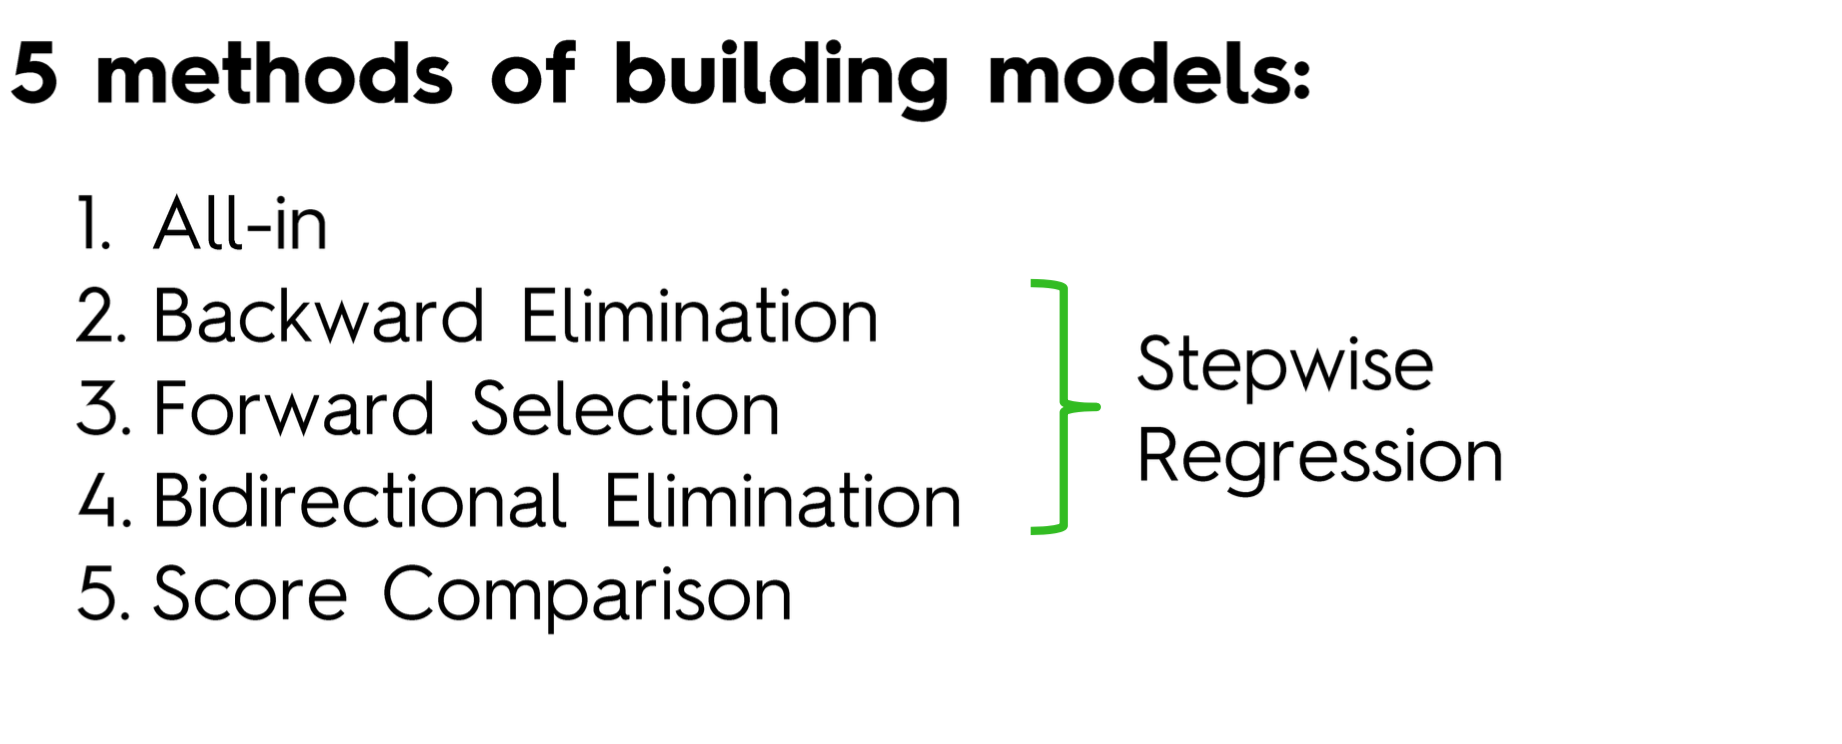 5 methods of building models:
1. All-in
2. Backward Elimination
3. Forward Selection
4. Bidirectional Elimination
5. Score Comparison
Stepwise
Regression